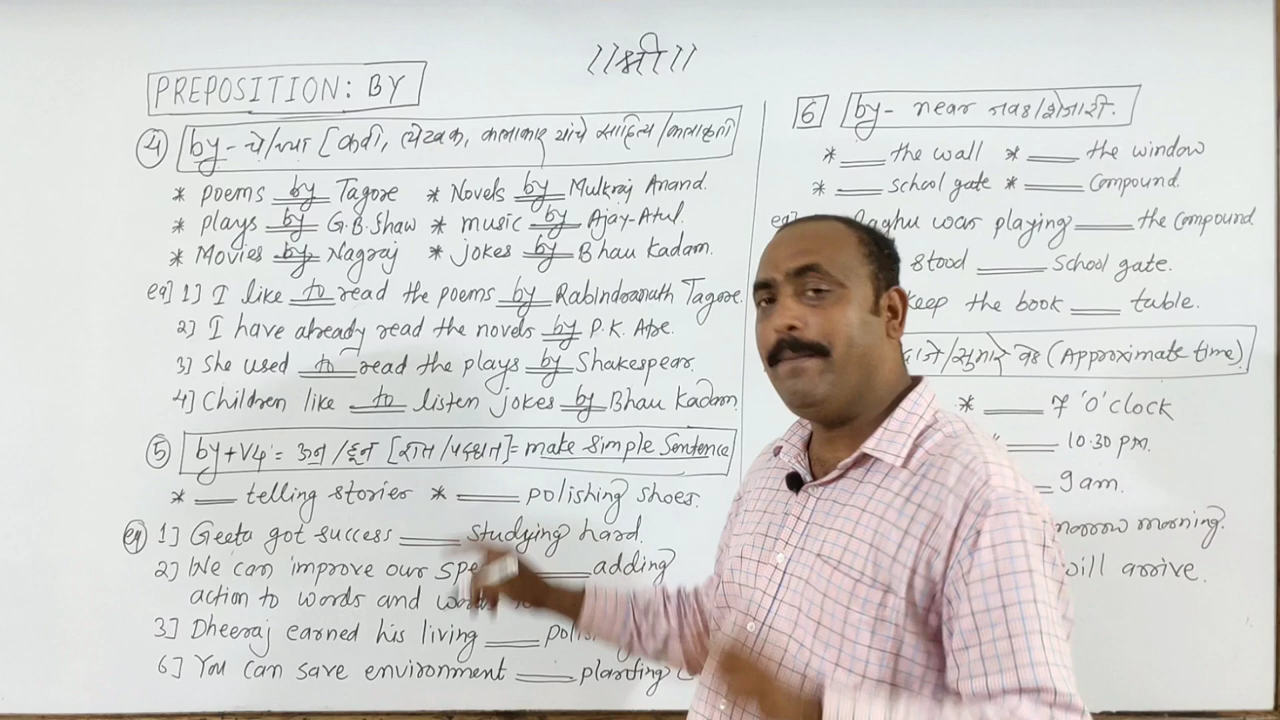 ।।श्री।।
PREPOSITION: BY
④ by - चे/च्या [कवी, लेखक, कलाकार यांचे साहित्य/कलाकृती
* poems by Tagore * Novels by Mulkraj Anand.
* plays by G.B. Shaw * music by Ajay-Atul.
* Movies by Nagraj * jokes by Bhau Kadam.
eg] 1] I like to read the poems by Rabindranath Tagore.
2] I have already read the novels by P.K. Atre.
3] She used to read the plays by Shakespear.
4] Children like to listen jokes by Bhau Kadam.
⑤ by+V4 = ऊन/हून = make simple Sentence
* ___ telling stories * ___ polishing shoes.
eg 1] Geeta got success ___ studying hard.
2] We can improve our ___ adding
action to words and words
3] Dheeraj earned his living ___
6] You can save environment ___ planting
6 by - near जवळ/शेजारी.
* ___ the wall * ___ the window
* ___ school gate * ___ compound.
eg] Raghu was playing ___ the compound.
stood ___ school gate.
keep the book ___ table.
(Approximate time)
* ___ 7 'O'clock
___ 10.30 pm.
9 am.
morning.
will arrive.